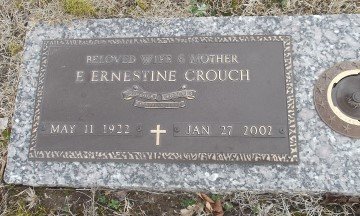 BELOVED WIFE & MOTHER
E ERNESTINE CROUCH
MAY 11 1922 JAN 27 2002